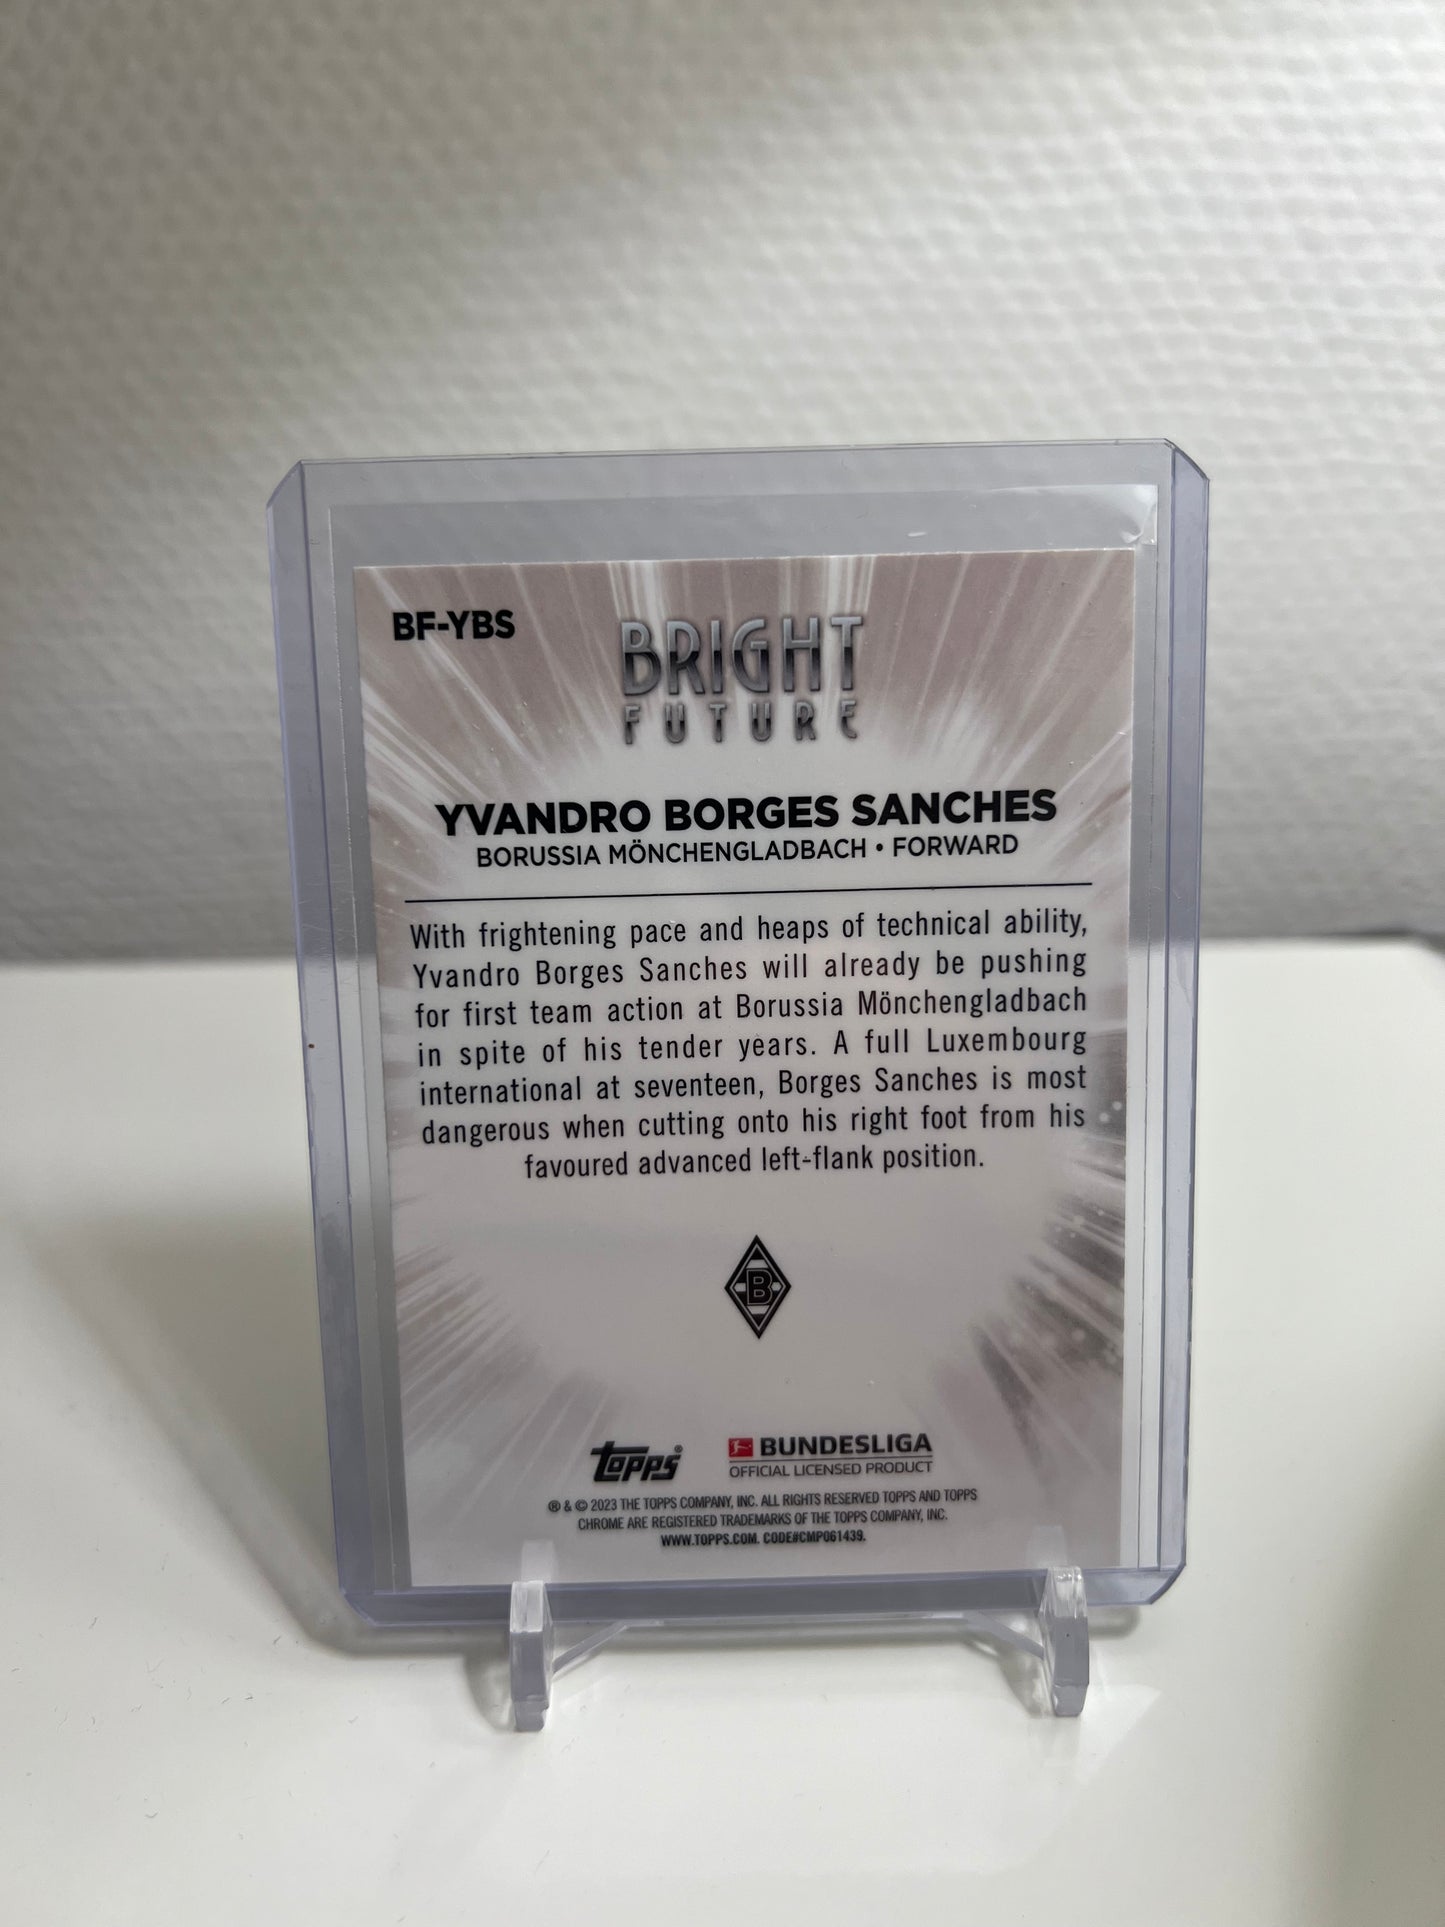 BF-YBS
BRIGHT
FUTURE
YVANDRO BORGES SANCHES
BORUSSIA MÖNCHENGLADBACH • FORWARD
With frightening pace and heaps of technical ability,
Yvandro Borges Sanches will already be pushing
for first team action at Borussia Mönchengladbach
in spite of his tender years. A full Luxembourg
international at seventeen, Borges Sanches is most
dangerous when cutting onto his right foot from his
favoured advanced left-flank position.
B
Topps®
BUNDESLIGA
OFFICIAL LICENSED PRODUCT
® & © 2023 THE TOPPS COMPANY, INC. ALL RIGHTS RESERVED TOPPS AND TOPPS
CHROME ARE REGISTERED TRADEMARKS OF THE TOPPS COMPANY, INC.
WWW.TOPPS.COM. CODE#CMP061439.